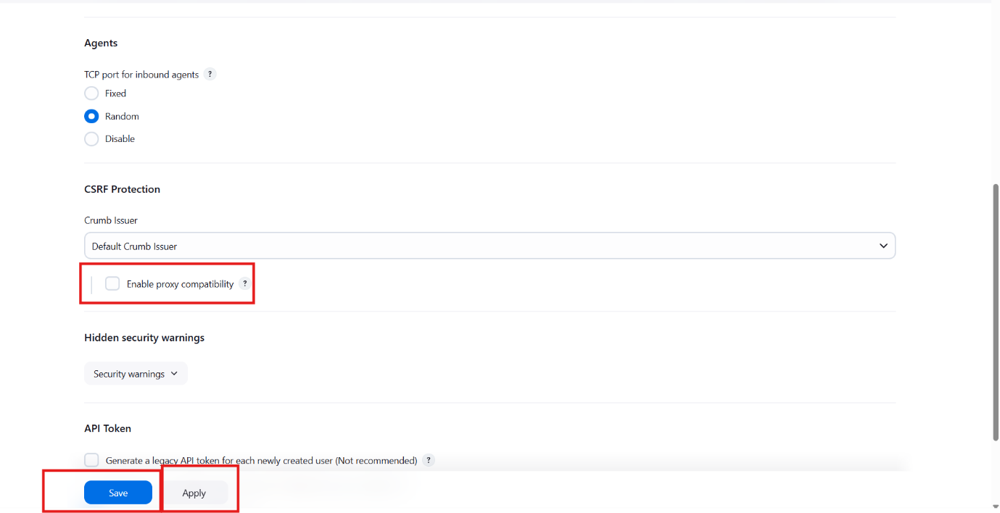 Agents
TCP port for inbound agents ?
Fixed
Random
Disable
CSRF Protection
Crumb Issuer
Default Crumb Issuer
Enable proxy compatibility ?
Hidden security warnings
Security warnings
API Token
Generate a legacy API token for each newly created user (Not recommended) ?
Save Apply